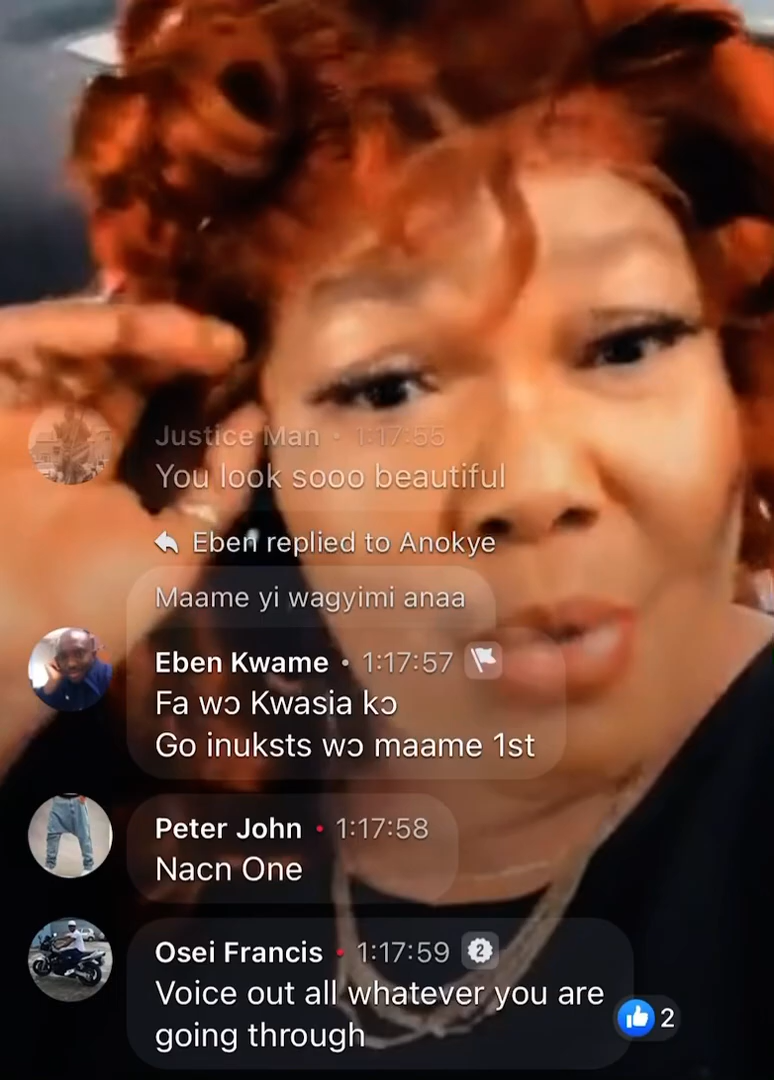 Justice Man • 1:17:55
You look sooo beautiful
Eben replied to Anokye
Maame yi wagyimi anaa
Eben Kwame • 1:17:57
Fa wɔ Kwasia kɔ
Go inuksts wɔ maame 1st
Peter John • 1:17:58
Nacn One
Osei Francis • 1:17:59 2
Voice out all whatever you are
going through
2